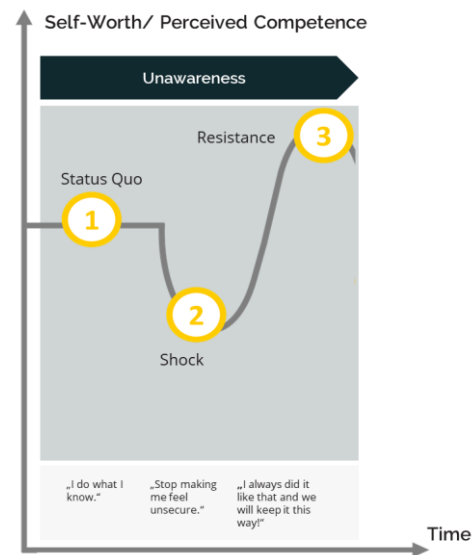 Self-Worth/ Perceived Competence
Unawareness
Resistance
3
Status Quo
1
2
Shock
„I do what I
know.“
„Stop making
me feel
unsecure.“
„I always did it
like that and we
will keep it this
way!“
Time